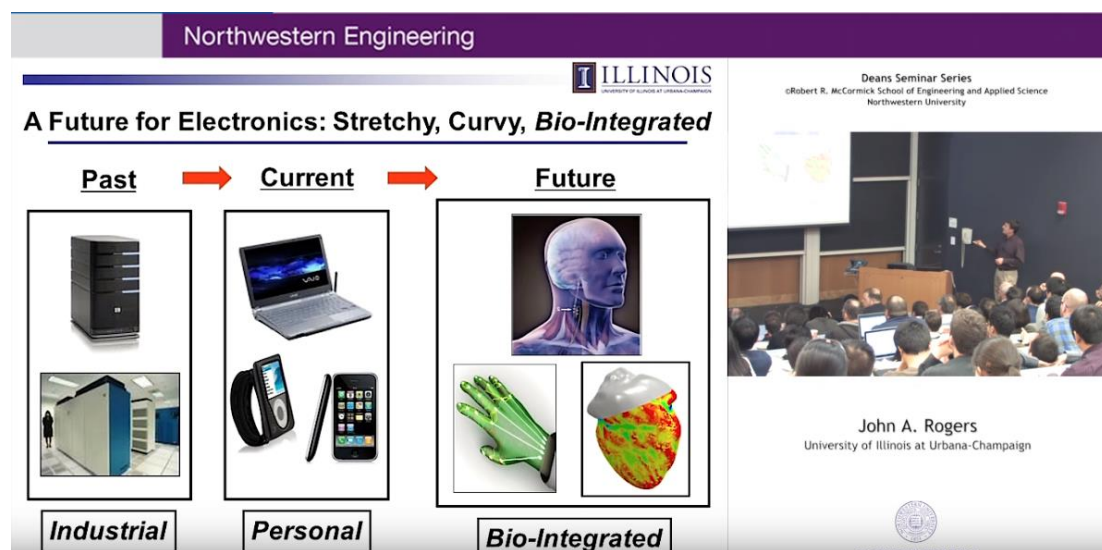 Northwestern Engineering
ILLINOIS
UNIVERSITY OF ILLINOIS AT URBANA-CHAMPAIGN
A Future for Electronics: Stretchy, Curvy, Bio-Integrated
Past
Current
Future
VAIO
Industrial
Personal
Bio-Integrated
Deans Seminar Series
©Robert R. McCormick School of Engineering and Applied Science
Northwestern University
John A. Rogers
University of Illinois at Urbana-Champaign